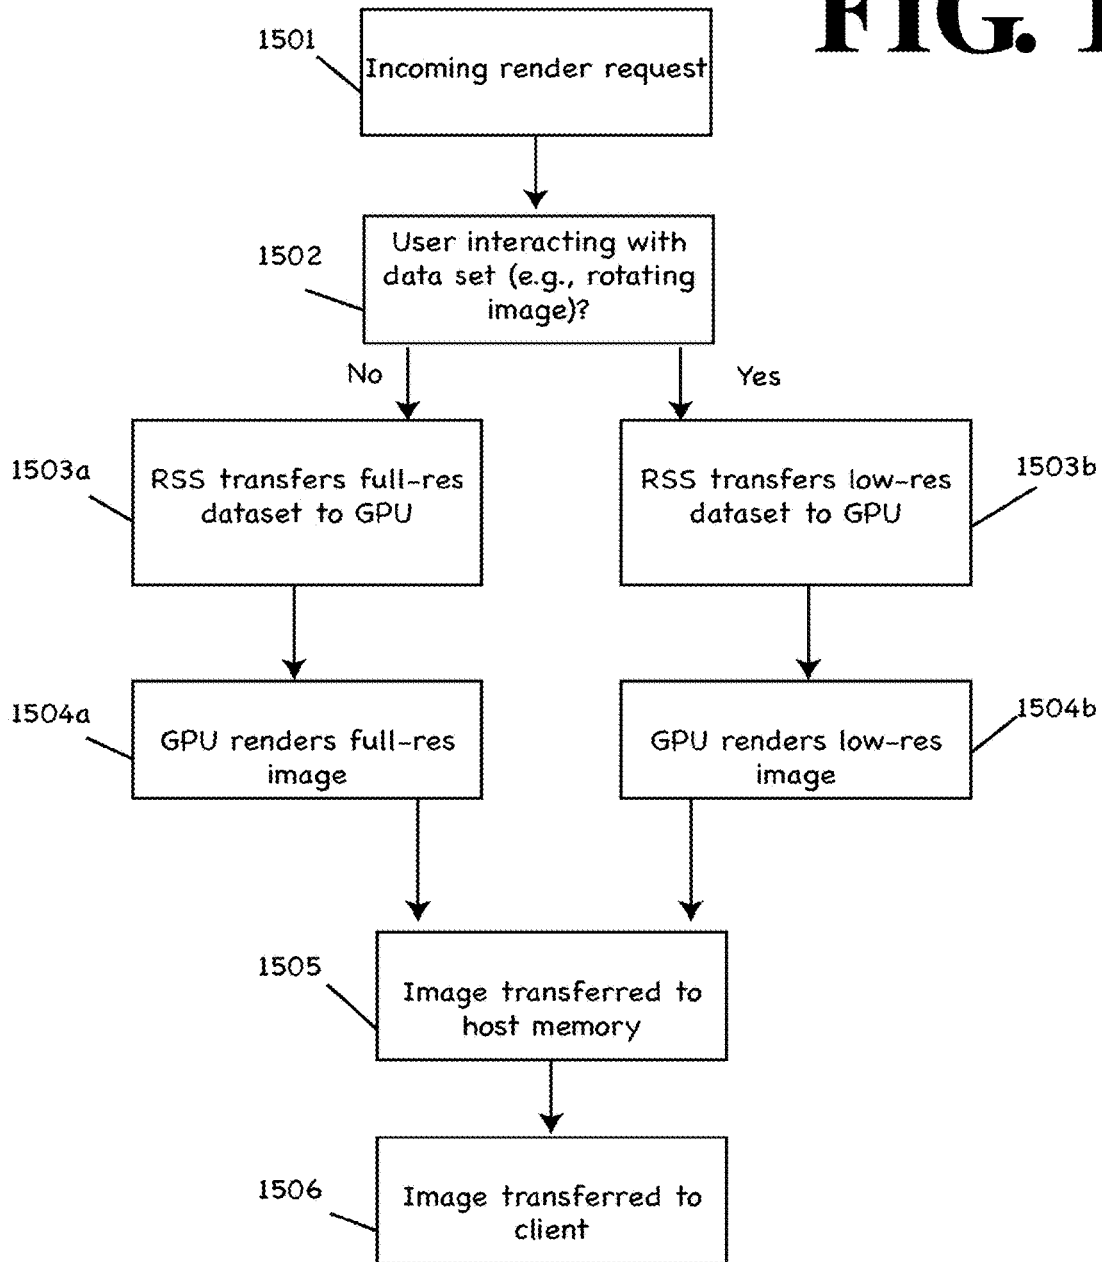 FIG. 1
1501
Incoming render request
1502
User interacting with
data set (e.g., rotating
image)?
No
Yes
1503a
RSS transfers full-res
dataset to GPU
RSS transfers low-res
dataset to GPU
1503b
1504a
GPU renders full-res
image
GPU renders low-res
image
1504b
1505
Image transferred to
host memory
1506
Image transferred to
client